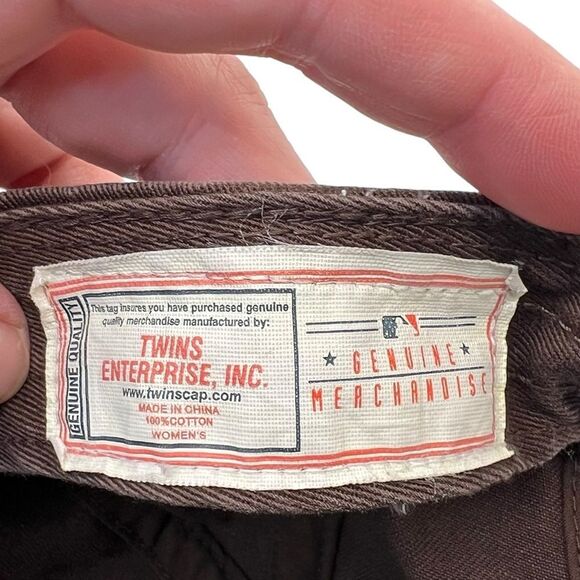 GENUINE QUALITY
This tag insures you have purchased genuine
quality merchandise manufactured by:
TWINS
ENTERPRISE, INC.
www.twinscap.com
MADE IN CHINA
100%COTTON
WOMEN'S
★ GENUINE ★
MERCHANDISE